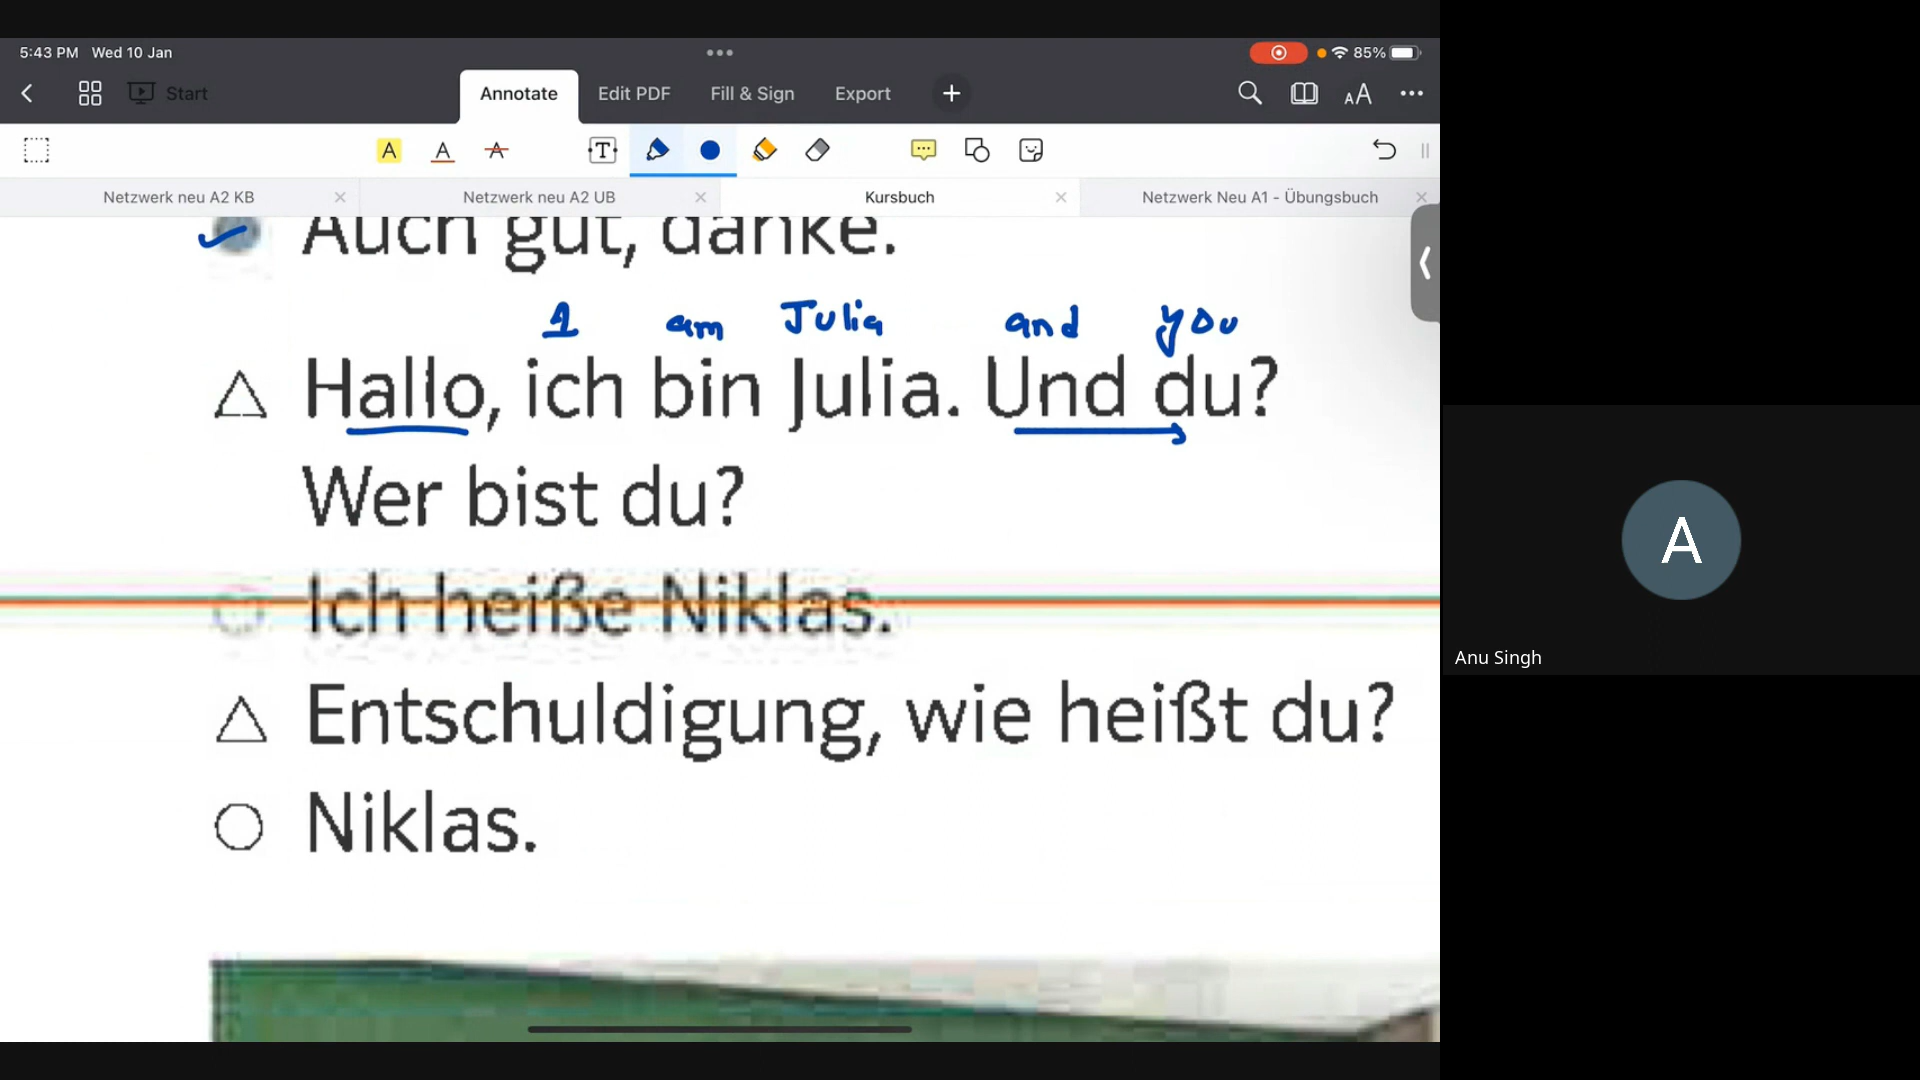 5:43 PM Wed 10 Jan
85%
Start
Annotate Edit PDF Fill & Sign Export
Netzwerk neu A2 KB
Netzwerk neu A2 UB
Kursbuch
Netzwerk Neu A1 - Übungsbuch
Auch gut, danke.
I am Julia and you
Hallo, ich bin Julia. Und du?
Wer bist du?
Ich heiße Niklas.
Entschuldigung, wie heißt du?
Niklas.
A
Anu Singh